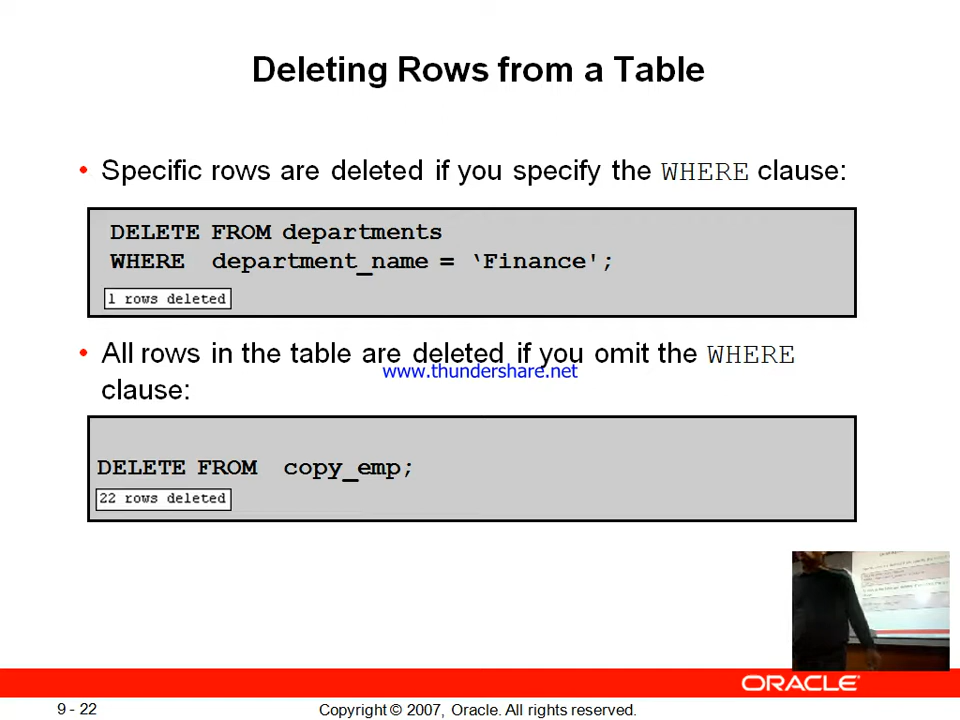 Deleting Rows from a Table
• Specific rows are deleted if you specify the WHERE clause:
DELETE FROM departments
WHERE department_name = ‘Finance';
1 rows deleted
• All rows in the table are deleted if you omit the WHERE
www.thundershare.net
clause:
DELETE FROM copy_emp;
22 rows deleted
ORACLE
9 - 22
Copyright © 2007, Oracle. All rights reserved.